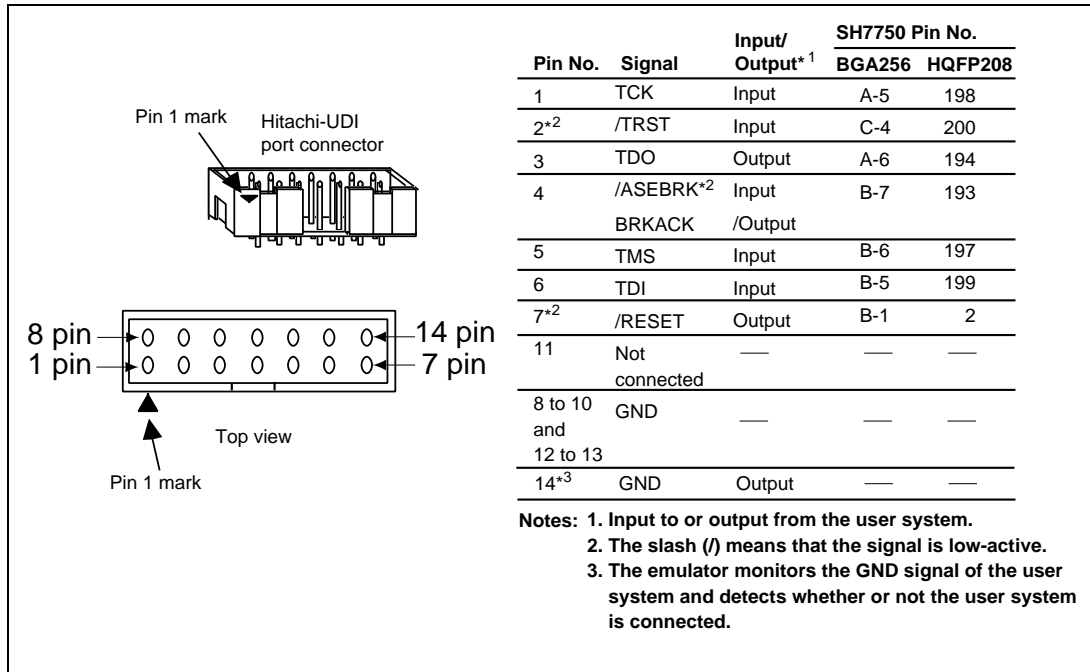 Pin 1 mark
Hitachi-UDI
port connector
8 pin
1 pin
14 pin
7 pin
Top view
Pin 1 mark
Input/ SH7750 Pin No.
Pin No. Signal Output*1 BGA256 HQFP208
1 TCK Input A-5 198
2*2 /TRST Input C-4 200
3 TDO Output A-6 194
4 /ASEBRK*2 Input B-7 193
BRKACK /Output
5 TMS Input B-6 197
6 TDI Input B-5 199
7*2 /RESET Output B-1 2
11 Not — — —
connected
8 to 10 GND — — —
and
12 to 13
14*3 GND Output — —
Notes: 1. Input to or output from the user system.
2. The slash (/) means that the signal is low-active.
3. The emulator monitors the GND signal of the user
system and detects whether or not the user system
is connected.